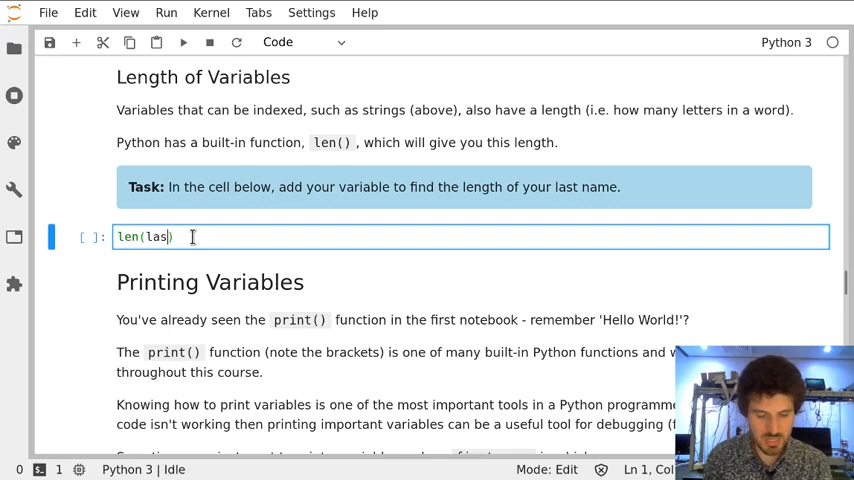 File Edit View Run Kernel Tabs Settings Help
Code Python 3
Length of Variables
Variables that can be indexed, such as strings (above), also have a length (i.e. how many letters in a word).
Python has a built-in function, len(), which will give you this length.
Task: In the cell below, add your variable to find the length of your last name.
[ ]: len(las)
Printing Variables
You've already seen the print() function in the first notebook - remember 'Hello World!'?
The print() function (note the brackets) is one of many built-in Python functions and
throughout this course.
Knowing how to print variables is one of the most important tools in a Python
code isn't working then printing important variables can be a useful tool for debugging
0 1 Python 3 | Idle Mode: Edit Ln 1,